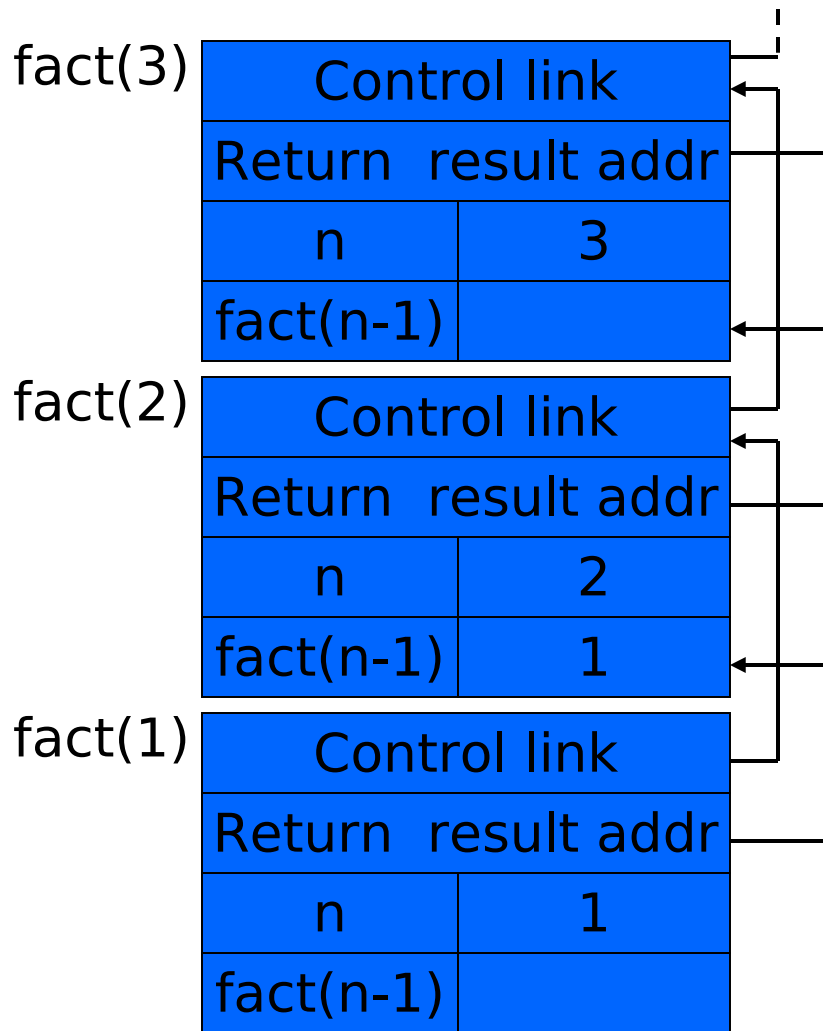 fact(3)
Control link
Return result addr
n 3
fact(n-1)
fact(2)
Control link
Return result addr
n 2
fact(n-1) 1
fact(1)
Control link
Return result addr
n 1
fact(n-1)